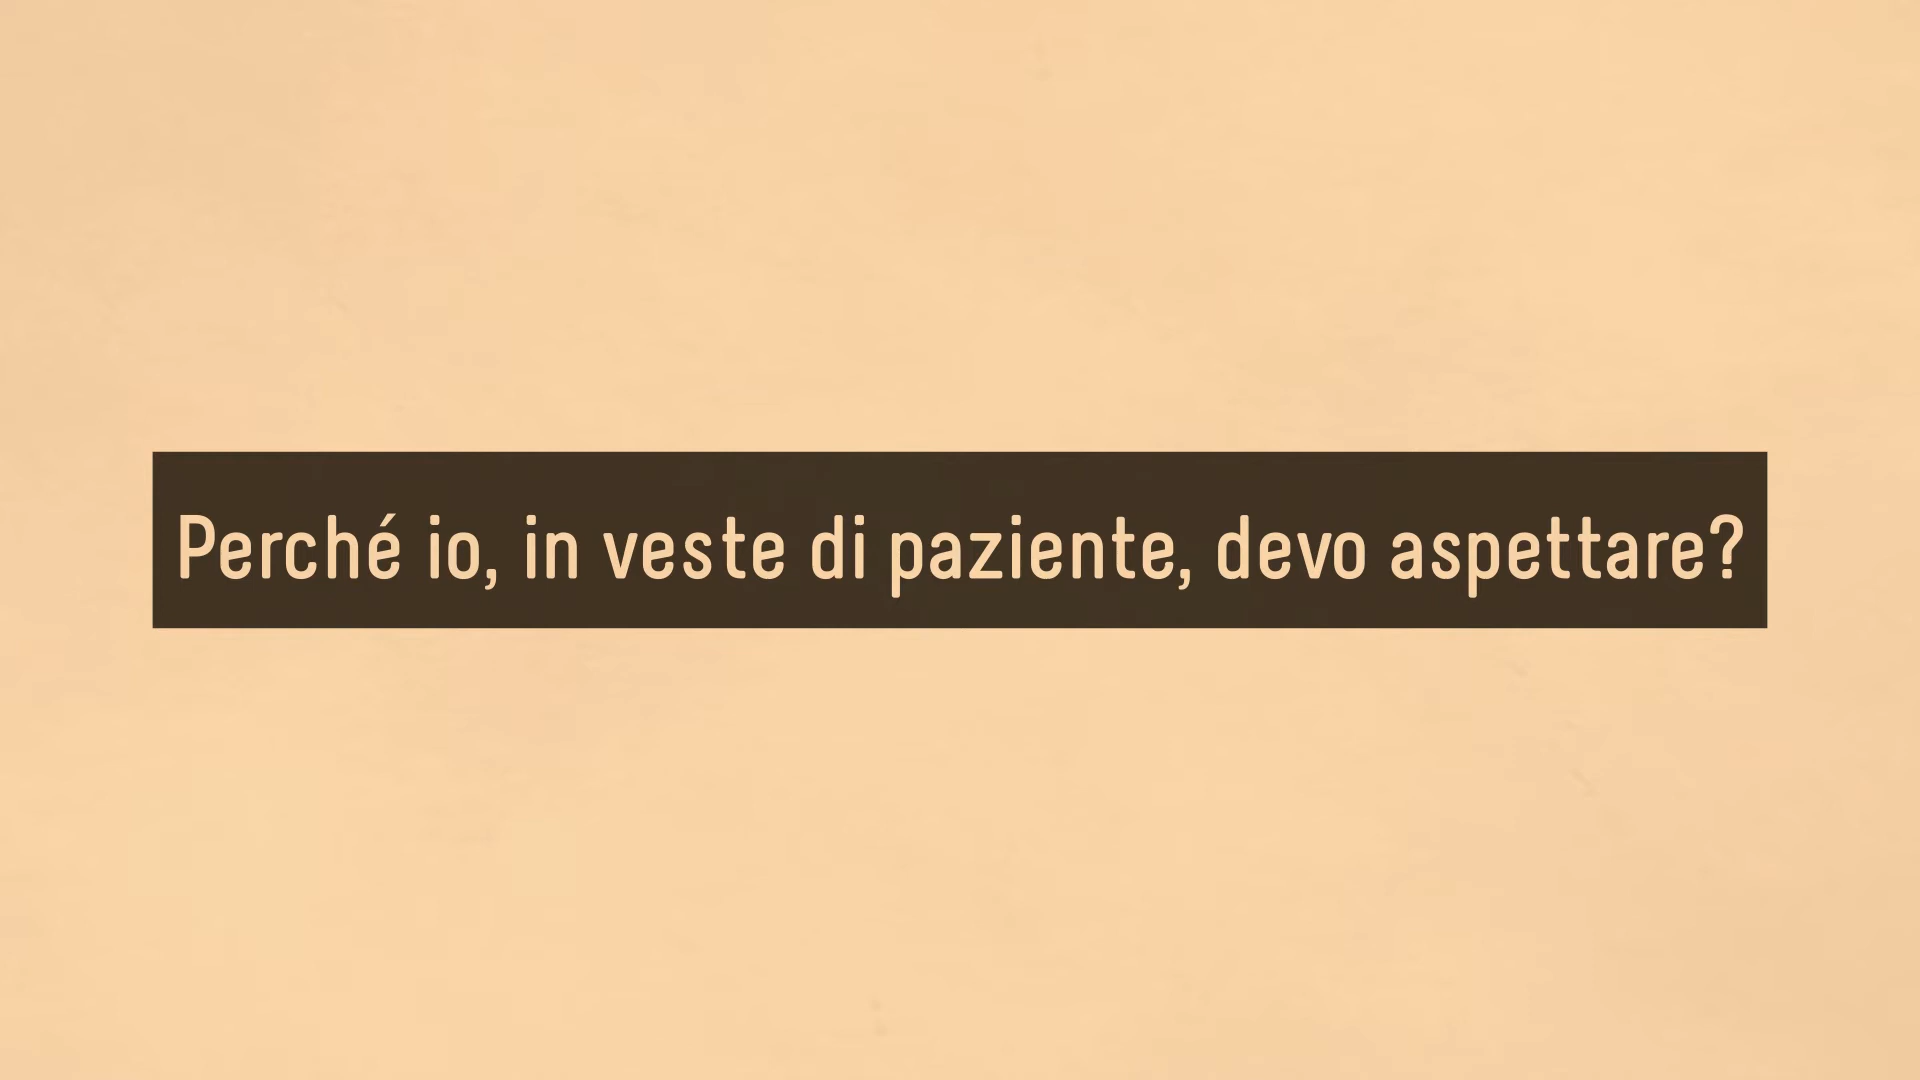 Perché io, in veste di paziente, devo aspettare?